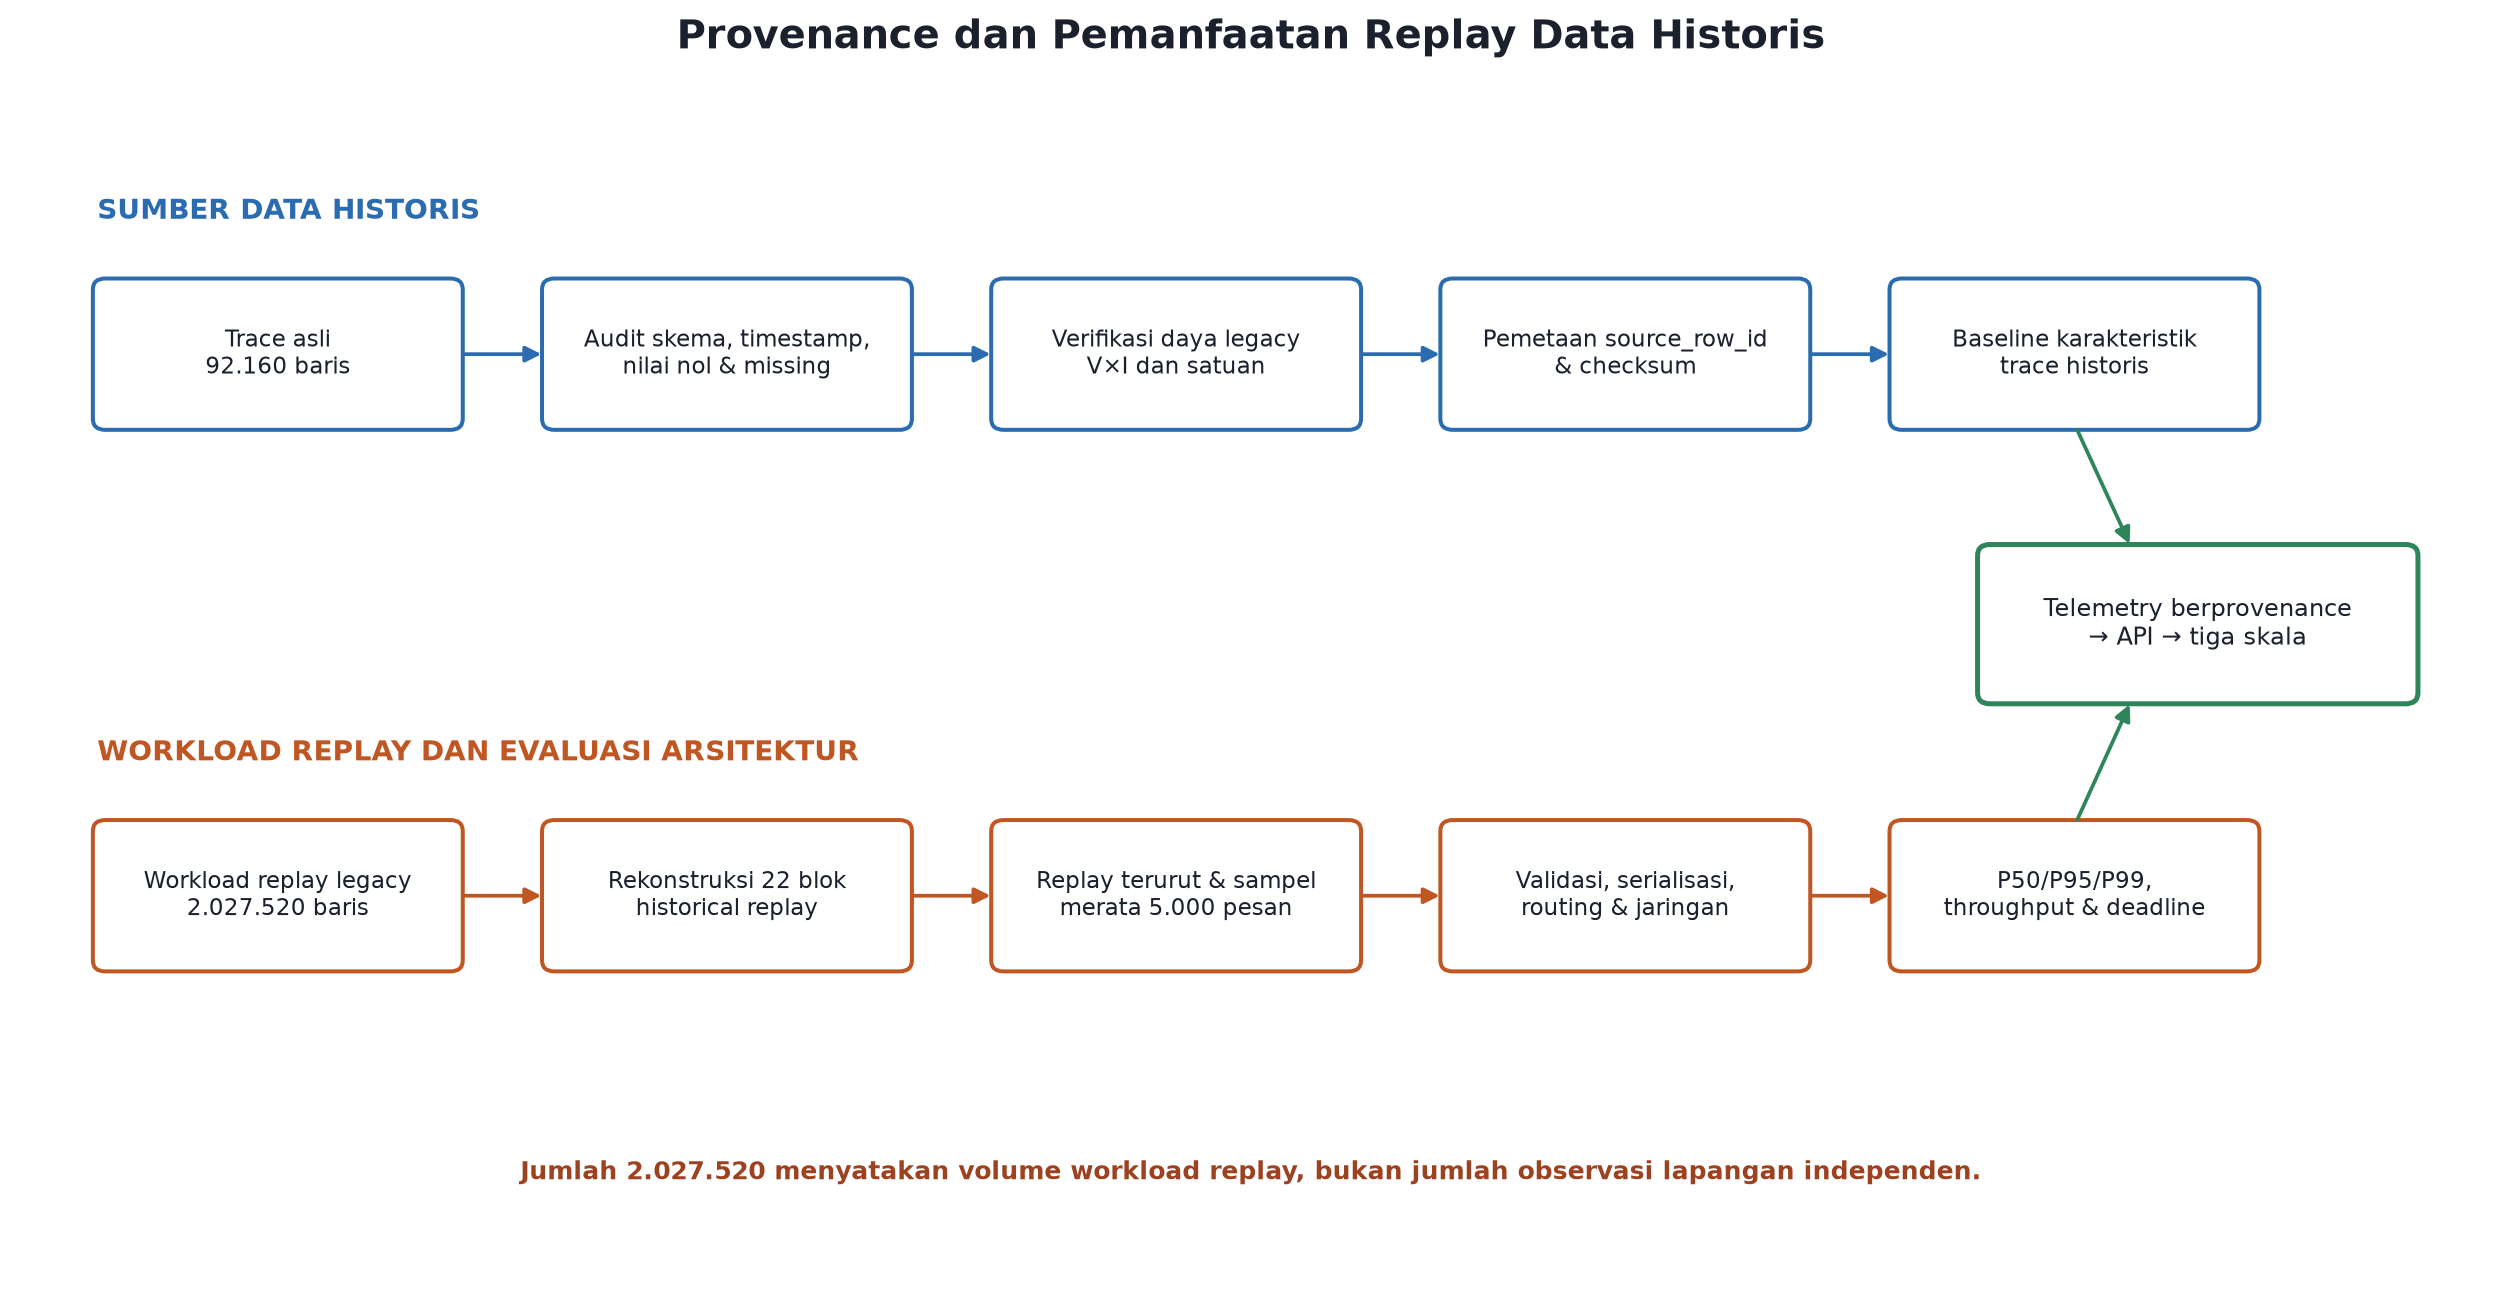 Provenance dan Pemanfaatan Replay Data Historis
SUMBER DATA HISTORIS
Trace asli
92.160 baris
Audit skema, timestamp,
nilai nol & missing
Verifikasi daya legacy
V×I dan satuan
Pemetaan source_row_id
& checksum
Baseline karakteristik
trace historis
Telemetry berprovenance
→ API → tiga skala
WORKLOAD REPLAY DAN EVALUASI ARSITEKTUR
Workload replay legacy
2.027.520 baris
Rekonstruksi 22 blok
historical replay
Replay terurut & sampel
merata 5.000 pesan
Validasi, serialisasi,
routing & jaringan
P50/P95/P99,
throughput & deadline
Jumlah 2.027.520 menyatakan volume workload replay, bukan jumlah observasi lapangan independen.